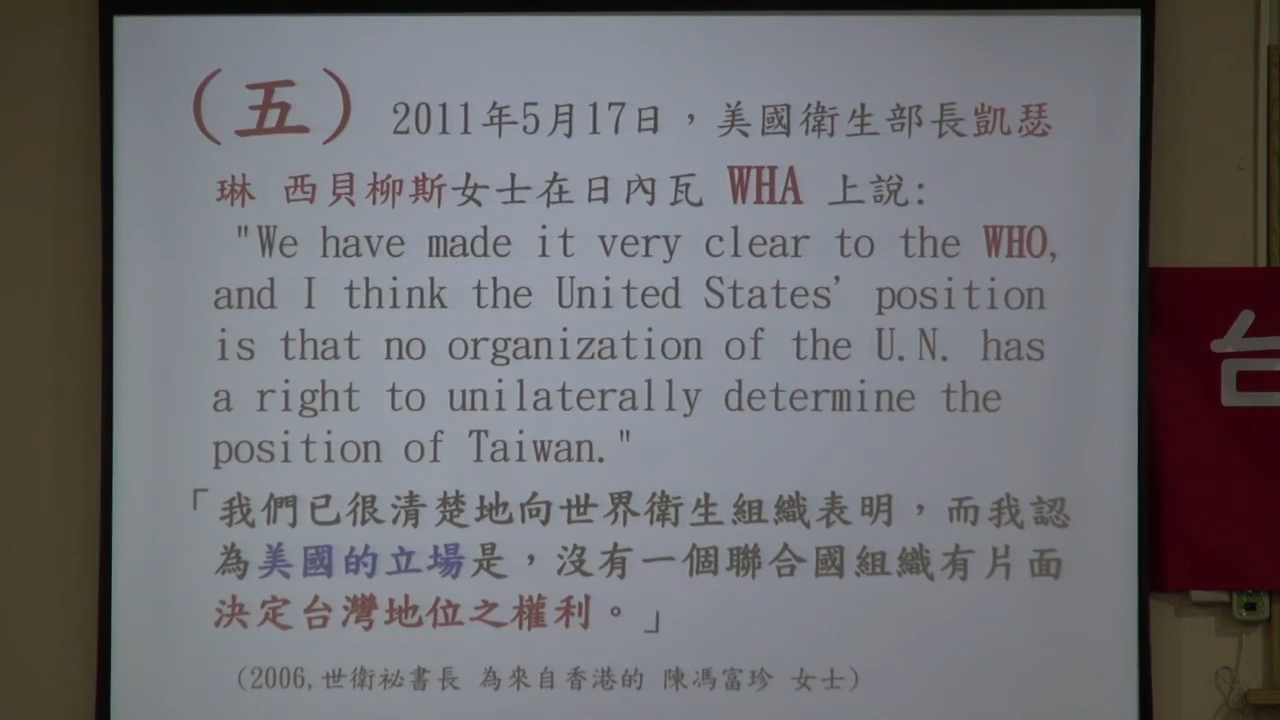 （五） 2011年5月17日，美國衛生部長凱瑟
琳 西貝柳斯女士在日內瓦 WHA 上說:
"We have made it very clear to the WHO,
and I think the United States' position
is that no organization of the U.N. has
a right to unilaterally determine the
position of Taiwan."
「我們已很清楚地向世界衛生組織表明，而我認
為美國的立場是，沒有一個聯合國組織有片面
決定台灣地位之權利。」
(2006,世衛祕書長 為來自香港的 陳馮富珍 女士)
台